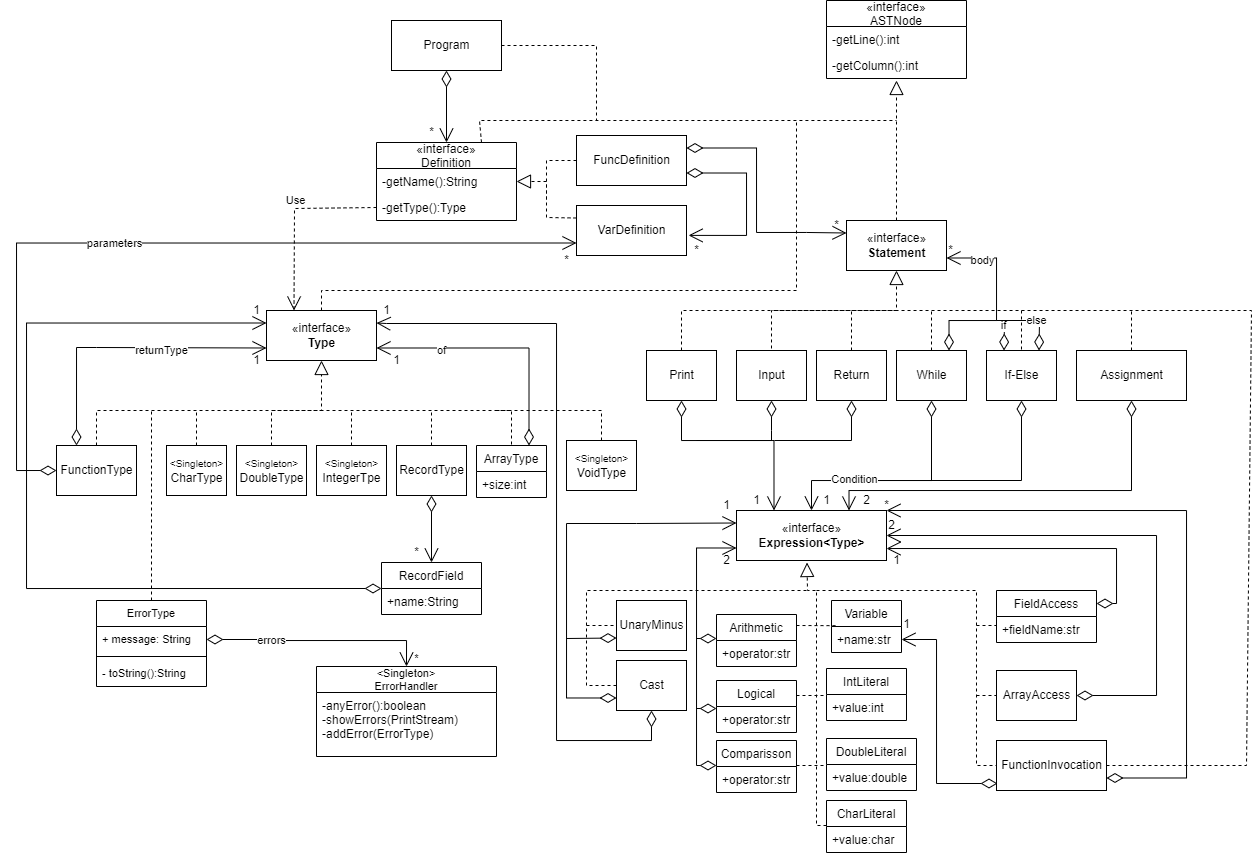 «interface»
ASTNode
-getLine():int
-getColumn():int
Program
*
«interface»
Definition
-getName():String
-getType():Type
FuncDefinition
VarDefinition
*
*
Use
parameters
*
«interface»
Statement
*
body
1
1
«interface»
Type
returnType
1
1
of
if
else
Print
Input
Return
While
If-Else
Assignment
FunctionType
<Singleton>
CharType
<Singleton>
DoubleType
<Singleton>
IntegerTpe
RecordType
ArrayType
+size:int
<Singleton>
VoidType
Condition
1
1
1
2
*
«interface»
Expression<Type>
2
2
1
*
RecordField
+name:String
ErrorType
+ message: String
- toString():String
errors
*
<Singleton>
ErrorHandler
-anyError():boolean
-showErrors(PrintStream)
-addError(ErrorType)
UnaryMinus
Cast
Arithmetic
+operator:str
Logical
+operator:str
Comparisson
+operator:str
Variable
+name:str
1
IntLiteral
+value:int
DoubleLiteral
+value:double
CharLiteral
+value:char
FieldAccess
+fieldName:str
ArrayAccess
FunctionInvocation